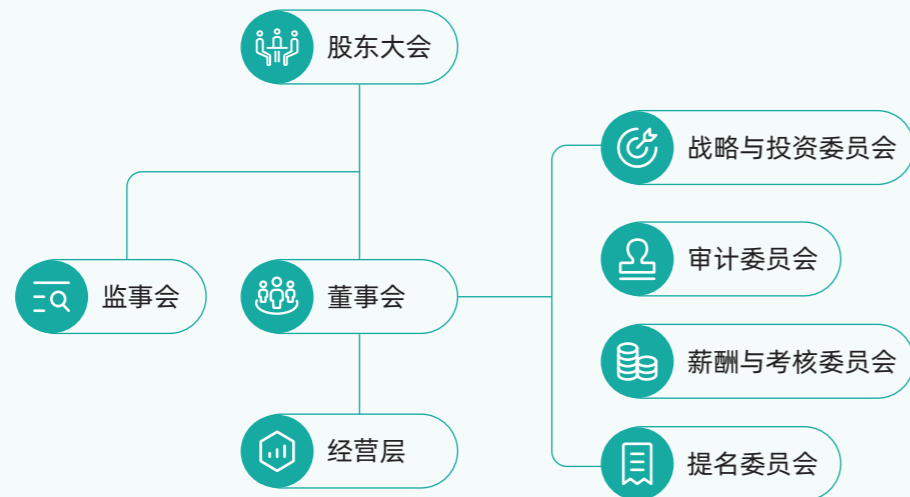 股东大会
战略与投资委员会
审计委员会
监事会
董事会
薪酬与考核委员会
经营层
提名委员会